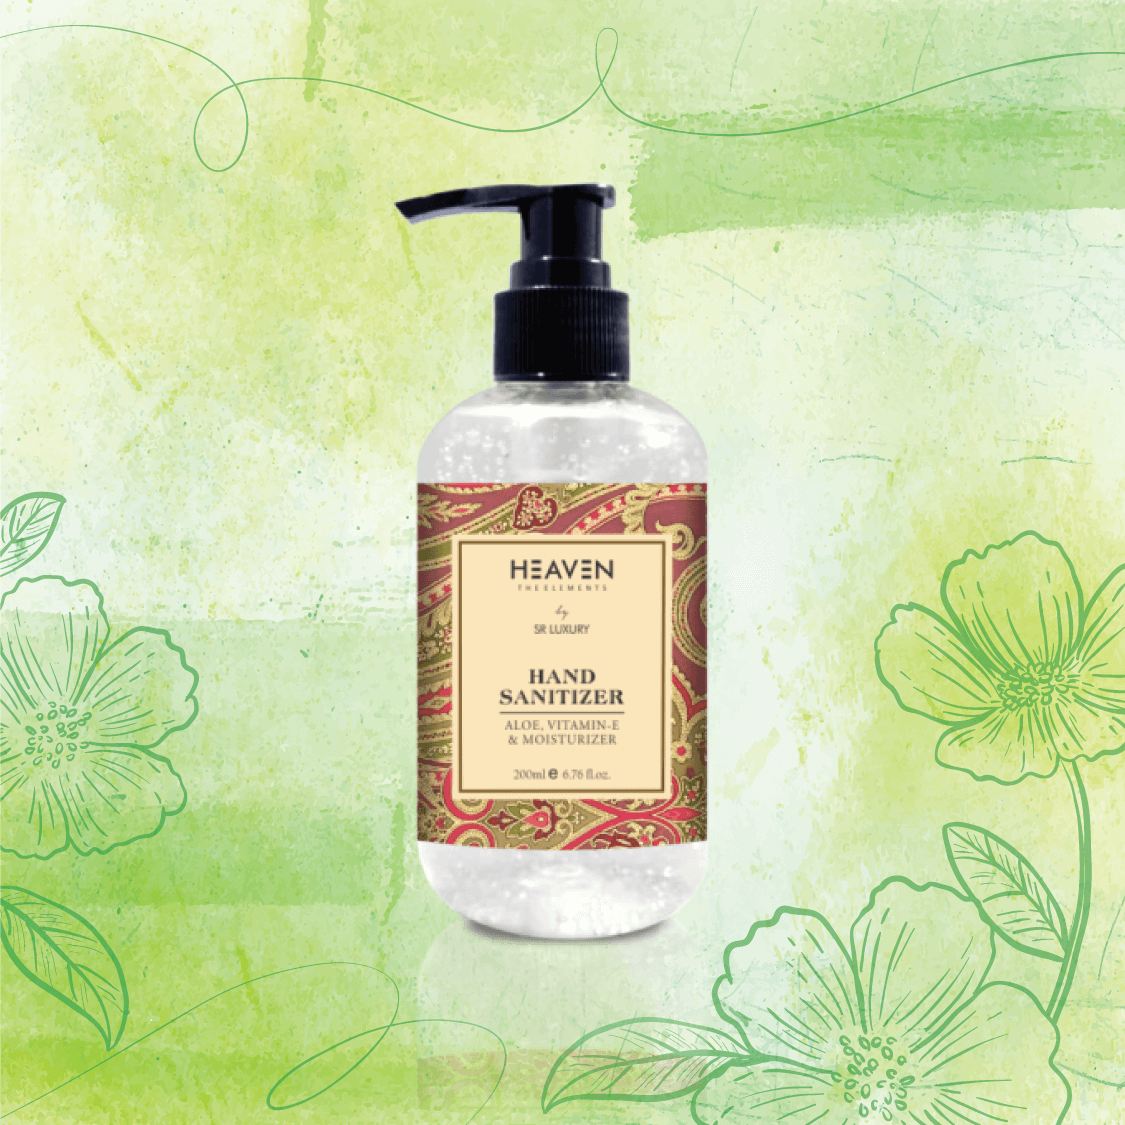 HEAVEN
THE ELEMENTS
by
SR LUXURY
HAND
SANITIZER
ALOE, VITAMIN-E
& MOISTURIZER
200ml e 6.76 fl.oz.